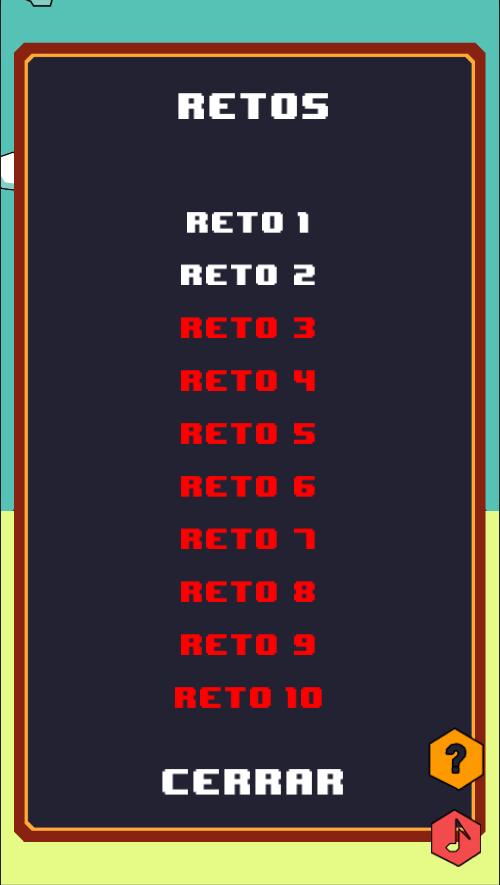 RETOS
RETO 1
RETO 2
RETO 3
RETO 4
RETO 5
RETO 6
RETO 7
RETO 8
RETO 9
RETO 10
?
CERRAR